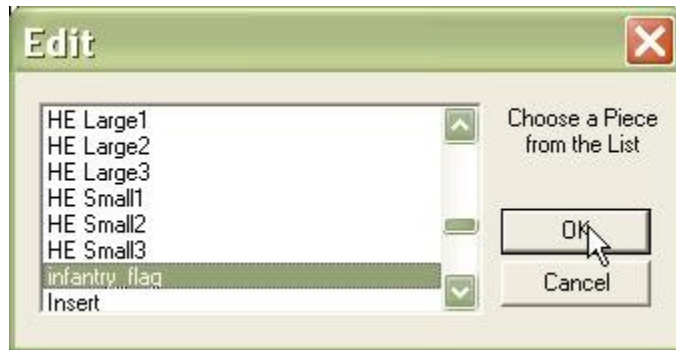 Edit
HE Large1
HE Large2
HE Large3
HE Small1
HE Small2
HE Small3
infantry_flag
Insert
Choose a Piece
from the List
OK
Cancel